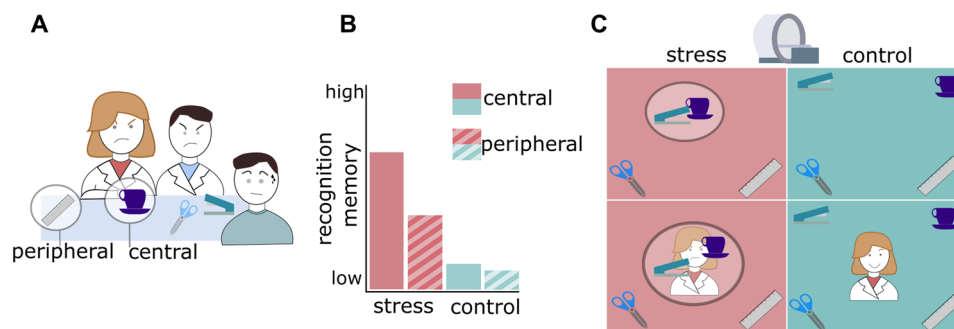 A
peripheral central
B
high
low
recognition
memory
central
peripheral
stress control
C
stress control